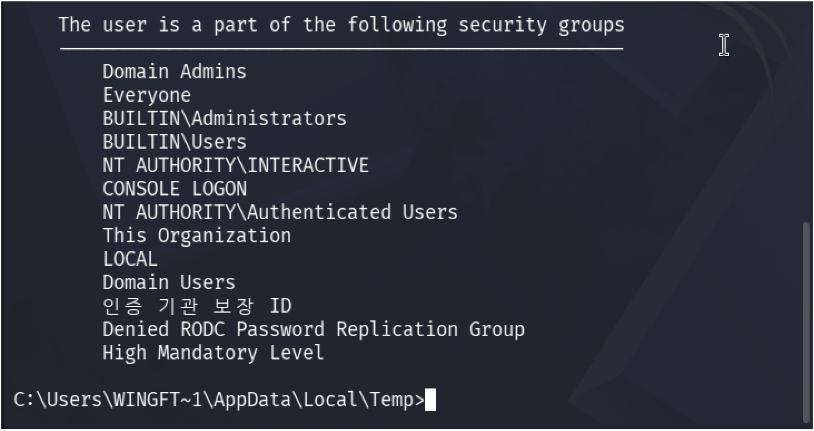 The user is a part of the following security groups
Domain Admins
Everyone
BUILTIN\Administrators
BUILTIN\Users
NT AUTHORITY\INTERACTIVE
CONSOLE LOGON
NT AUTHORITY\Authenticated Users
This Organization
LOCAL
Domain Users
인증 기관 보장 ID
Denied RODC Password Replication Group
High Mandatory Level
C:\Users\WINGFT~1\AppData\Local\Temp>